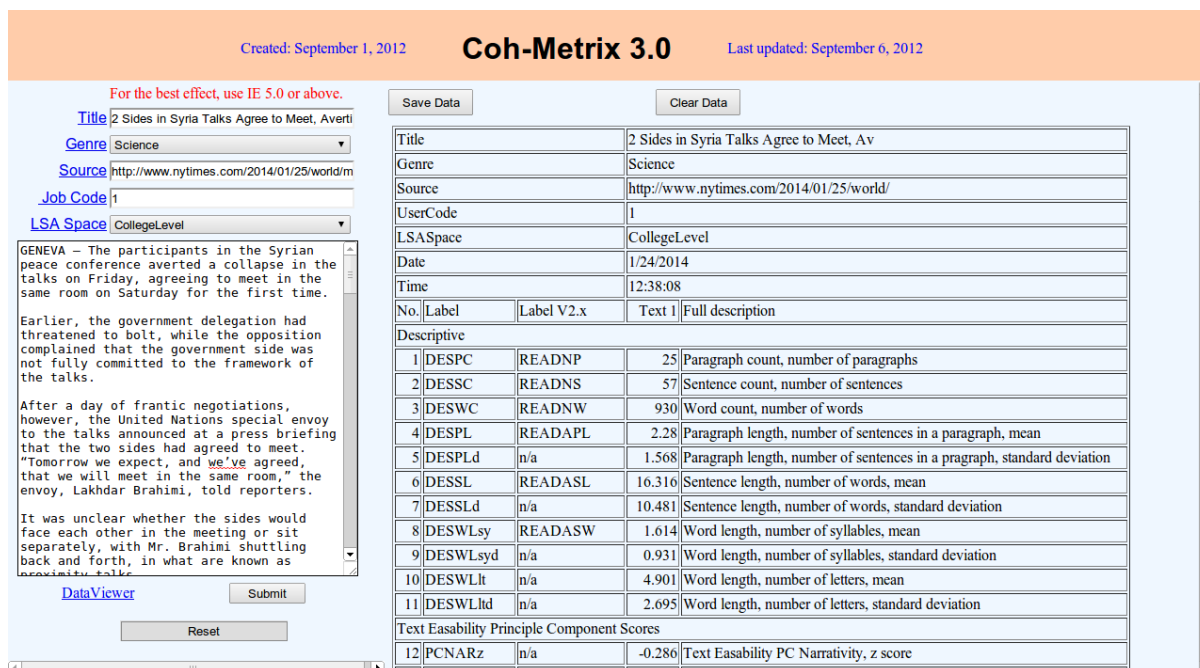 Created: September 1, 2012 Coh-Metrix 3.0 Last updated: September 6, 2012
For the best effect, use IE 5.0 or above.
Title 2 Sides in Syria Talks Agree to Meet, Averti
Genre Science
Source http://www.nytimes.com/2014/01/25/world/m
Job Code 1
LSA Space CollegeLevel
GENEVA — The participants in the Syrian
peace conference averted a collapse in the
talks on Friday, agreeing to meet in the
same room on Saturday for the first time.
Earlier, the government delegation had
threatened to bolt, while the opposition
complained that the government side was
not fully committed to the framework of
the talks.
After a day of frantic negotiations,
however, the United Nations special envoy
to the talks announced at a press briefing
that the two sides had agreed to meet.
“Tomorrow we expect, and we’ve agreed,
that we will meet in the same room,” the
envoy, Lakhdar Brahimi, told reporters.
It was unclear whether the sides would
face each other in the meeting or sit
separately, with Mr. Brahimi shuttling
back and forth, in what are known as
proximity talks
DataViewer Submit
Reset
Save Data Clear Data
Title 2 Sides in Syria Talks Agree to Meet, Av
Genre Science
Source http://www.nytimes.com/2014/01/25/world/
UserCode 1
LSASpace CollegeLevel
Date 1/24/2014
Time 12:38:08
No. Label Label V2.x Text 1 Full description
Descriptive
1 DESPC READNP 25 Paragraph count, number of paragraphs
2 DESSC READNS 57 Sentence count, number of sentences
3 DESWC READNW 930 Word count, number of words
4 DESPL READAPL 2.28 Paragraph length, number of sentences in a paragraph, mean
5 DESPLd n/a 1.568 Paragraph length, number of sentences in a pragraph, standard deviation
6 DESSL READASL 16.316 Sentence length, number of words, mean
7 DESSLd n/a 10.481 Sentence length, number of words, standard deviation
8 DESWLsy READASW 1.614 Word length, number of syllables, mean
9 DESWLsyd n/a 0.931 Word length, number of syllables, standard deviation
10 DESWLlt n/a 4.901 Word length, number of letters, mean
11 DESWLltd n/a 2.695 Word length, number of letters, standard deviation
Text Easability Principle Component Scores
12 PCNARz n/a -0.286 Text Easability PC Narrativity, z score